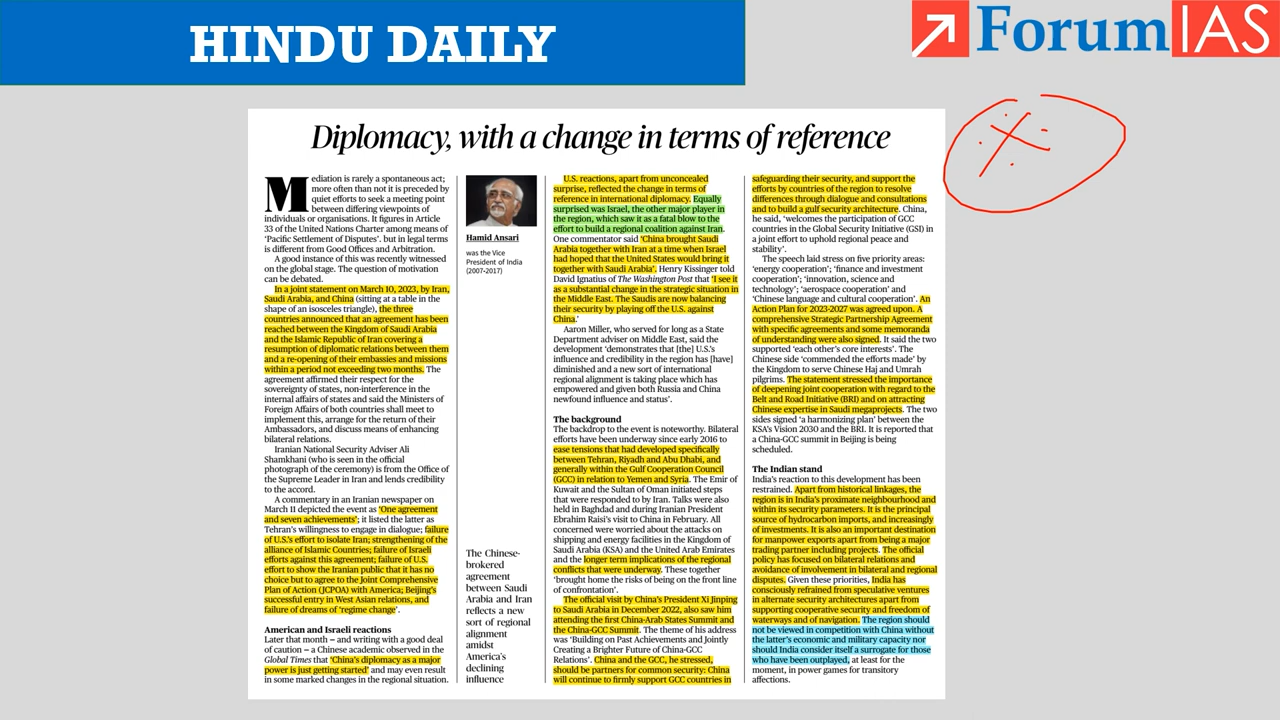 HINDU DAILY
ForumIAS
Diplomacy, with a change in terms of reference
Mediation is rarely a spontaneous act;
more often than not it is preceded by
quiet efforts to seek a meeting point
between differing viewpoints of
individuals or organisations. It figures in Article
33 of the United Nations Charter among means of
‘Pacific Settlement of Disputes’. but in legal terms
is different from Good Offices and Arbitration.
A good instance of this was recently witnessed
on the global stage. The question of motivation
can be debated.
In a joint statement on March 10, 2023, by Iran,
Saudi Arabia, and China (sitting at a table in the
shape of an isosceles triangle), the three
countries announced that an agreement has been
reached between the Kingdom of Saudi Arabia
and the Islamic Republic of Iran covering a
resumption of diplomatic relations between them
and a re-opening of their embassies and missions
within a period not exceeding two months. The
agreement affirmed their respect for the
sovereignty of states, non-interference in the
internal affairs of states and said the Ministers of
Foreign Affairs of both countries shall meet to
implement this, arrange for the return of their
Ambassadors, and discuss means of enhancing
bilateral relations.
Iranian National Security Adviser Ali
Shamkhani (who is seen in the official
photograph of the ceremony) is from the Office of
the Supreme Leader in Iran and lends credibility
to the accord.
A commentary in an Iranian newspaper on
March 11 depicted the event as ‘One agreement
and seven achievements’; it listed the latter as
Tehran’s willingness to engage in dialogue; failure
of U.S.’s effort to isolate Iran; strengthening of the
alliance of Islamic Countries; failure of Israeli
efforts against this agreement; failure of U.S.
effort to show the Iranian public that it has no
choice but to agree to the Joint Comprehensive
Plan of Action (JCPOA) with America; Beijing’s
successful entry in West Asian relations, and
failure of dreams of ‘regime change’.
American and Israeli reactions
Later that month – and writing with a good deal
of caution – a Chinese academic observed in the
Global Times that ‘China’s diplomacy as a major
power is just getting started’ and may even result
in some marked changes in the regional situation.
Hamid Ansari
was the Vice
President of India
(2007-2017)
The Chinese-
brokered
agreement
between Saudi
Arabia and Iran
reflects a new
sort of regional
alignment
amidst
America’s
declining
influence
U.S. reactions, apart from unconcealed
surprise, reflected the change in terms of
reference in international diplomacy. Equally
surprised was Israel, the other major player in
the region, which saw it as a fatal blow to the
effort to build a regional coalition against Iran.
One commentator said ‘China brought Saudi
Arabia together with Iran at a time when Israel
had hoped that the United States would bring it
together with Saudi Arabia’. Henry Kissinger told
David Ignatius of The Washington Post that ‘I see it
as a substantial change in the strategic situation in
the Middle East. The Saudis are now balancing
their security by playing off the U.S. against
China.’
Aaron Miller, who served for long as a State
Department adviser on Middle East, said the
development ‘demonstrates that [the] U.S.’s
influence and credibility in the region has [have]
diminished and a new sort of international
regional alignment is taking place which has
empowered and given both Russia and China
newfound influence and status’.
The background
The backdrop to the event is noteworthy. Bilateral
efforts have been underway since early 2016 to
ease tensions that had developed specifically
between Tehran, Riyadh and Abu Dhabi, and
generally within the Gulf Cooperation Council
(GCC) in relation to Yemen and Syria. The Emir of
Kuwait and the Sultan of Oman initiated steps
that were responded to by Iran. Talks were also
held in Baghdad and during Iranian President
Ebrahim Raisi’s visit to China in February. All
concerned were worried about the attacks on
shipping and energy facilities in the Kingdom of
Saudi Arabia (KSA) and the United Arab Emirates
and the longer term implications of the regional
conflicts that were underway. These together
‘brought home the risks of being on the front line
of confrontation’.
The official visit by China’s President Xi Jinping
to Saudi Arabia in December 2022, also saw him
attending the first China-Arab States Summit and
the China-GCC Summit. The theme of his address
was ‘Building on Past Achievements and Jointly
Creating a Brighter Future of China-GCC
Relations’. China and the GCC, he stressed,
should be partners for common security: China
will continue to firmly support GCC countries in
safeguarding their security, and support the
efforts by countries of the region to resolve
differences through dialogue and consultations
and to build a gulf security architecture. China,
he said, ‘welcomes the participation of GCC
countries in the Global Security Initiative (GSI) in
a joint effort to uphold regional peace and
stability’.
The speech laid stress on five priority areas:
‘energy cooperation’; ‘finance and investment
cooperation’; ‘innovation, science and
technology’; ‘aerospace cooperation’ and
‘Chinese language and cultural cooperation’. An
Action Plan for 2023-2027 was agreed upon. A
comprehensive Strategic Partnership Agreement
with specific agreements and some memoranda
of understanding were also signed. It said the two
supported ‘each other’s core interests’. The
Chinese side ‘commended the efforts made’ by
the Kingdom to serve Chinese Haj and Umrah
pilgrims. The statement stressed the importance
of deepening joint cooperation with regard to the
Belt and Road Initiative (BRI) and on attracting
Chinese expertise in Saudi megaprojects. The two
sides signed ‘a harmonizing plan’ between the
KSA’s Vision 2030 and the BRI. It is reported that
a China-GCC summit in Beijing is being
scheduled.
The Indian stand
India’s reaction to this development has been
restrained. Apart from historical linkages, the
region is in India’s proximate neighbourhood and
within its security parameters. It is the principal
source of hydrocarbon imports, and increasingly
of investments. It is also an important destination
for manpower exports apart from being a major
trading partner including projects. The official
policy has focused on bilateral relations and
avoidance of involvement in bilateral and regional
disputes. Given these priorities, India has
consciously refrained from speculative ventures
in alternate security architectures apart from
supporting cooperative security and freedom of
waterways and of navigation. The region should
not be viewed in competition with China without
the latter’s economic and military capacity nor
should India consider itself a surrogate for those
who have been outplayed, at least for the
moment, in power games for transitory
affections.